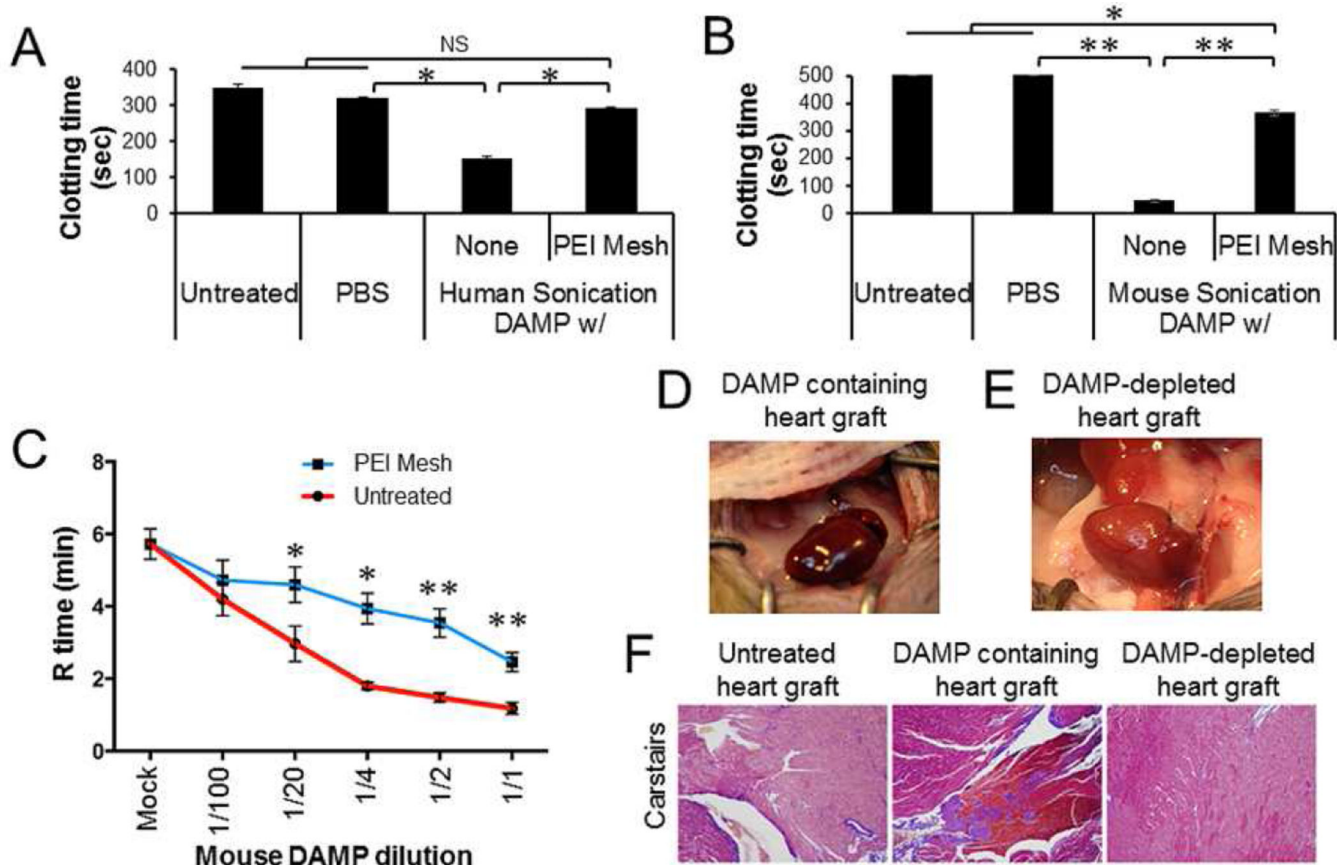 A
NS
*
*
Clotting time
(sec)
400
300
200
100
0
None
PEI Mesh
Untreated
PBS
Human Sonication
DAMP w/
B
*
**
**
Clotting time
(sec)
500
400
300
200
100
0
None
PEI Mesh
Untreated
PBS
Mouse Sonication
DAMP w/
C
PEI Mesh
Untreated
R time (min)
8
6
4
2
0
*
*
**
**
Mock
1/100
1/20
1/4
1/2
1/1
Mouse DAMP dilution
D
DAMP containing
heart graft
E
DAMP-depleted
heart graft
F
Untreated
heart graft
DAMP containing
heart graft
DAMP-depleted
heart graft
Carstairs